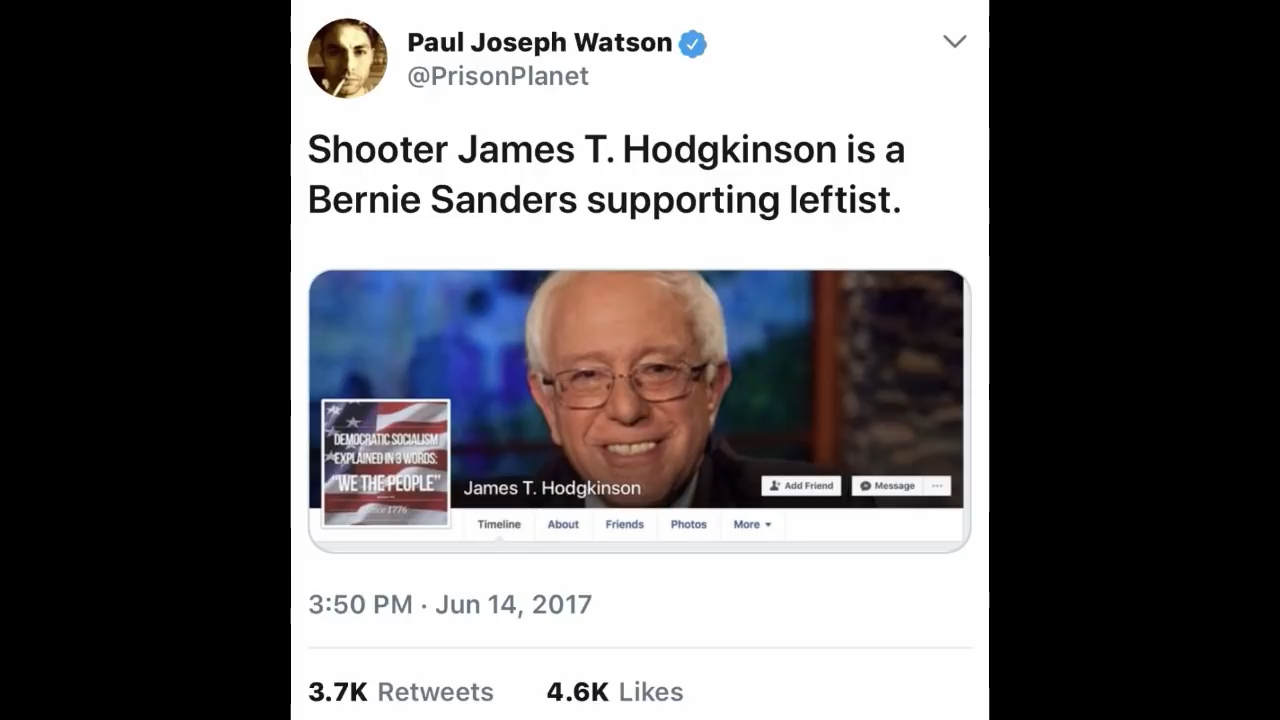 Paul Joseph Watson
@PrisonPlanet
Shooter James T. Hodgkinson is a
Bernie Sanders supporting leftist.
DEMOCRATIC SOCIALISM
EXPLAINED IN 3 WORDS:
"WE THE PEOPLE"
Since 1776
James T. Hodgkinson
Add Friend
Message
Timeline About Friends Photos More
3:50 PM · Jun 14, 2017
3.7K Retweets 4.6K Likes